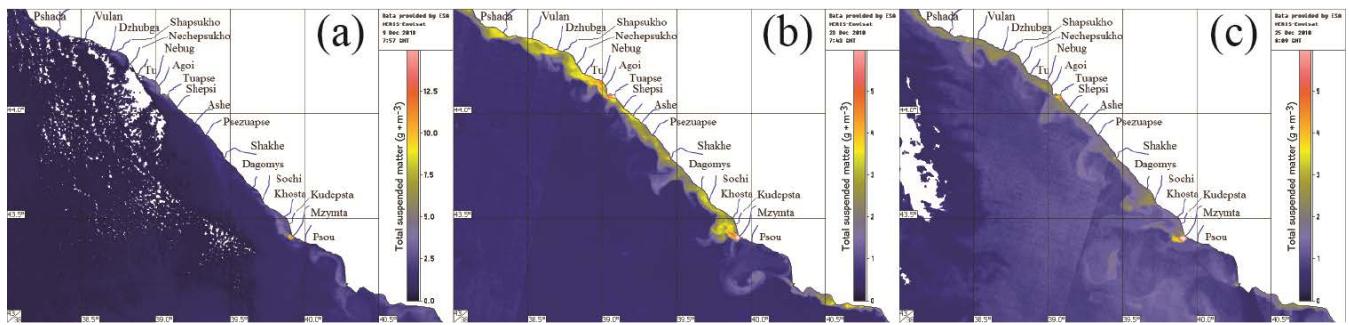 (a)
Data provided by ESA
MERIS-Envisat
9 Dec 2010
7:57 GMT
Pshada
Vulan
Dzhubga
Shapsukho
Nechepsukho
Nebug
Tu
Agoi
Tuapse
Shepsi
Ashe
Psezuapse
Shakhe
Dagomys
Sochi
Khosta
Kudepsta
Mzymta
Psou
44.0°
43.5°
38.5°
39.0°
39.5°
40.0°
40.5°
Total suspended matter (g * m-3)
12.5
10.0
7.5
5.0
2.5
0.0
(b)
Data provided by ESA
MERIS-Envisat
7:43 GMT
Pshada
Vulan
Dzhubga
Shapsukho
Nechepsukho
Nebug
Tu
Agoi
Tuapse
Shepsi
Ashe
Psezuapse
Shakhe
Dagomys
Sochi
Khosta
Kudepsta
Mzymta
Psou
44.0°
43.5°
38.5°
39.0°
39.5°
40.0°
40.5°
Total suspended matter (g * m-3)
5
4
3
2
1
0
(c)
Data provided by ESA
MERIS-Envisat
25 Dec 2010
8:09 GMT
Pshada
Vulan
Dzhubga
Shapsukho
Nechepsukho
Nebug
Tu
Agoi
Tuapse
Shepsi
Ashe
Psezuapse
Shakhe
Dagomys
Sochi
Khosta
Kudepsta
Mzymta
Psou
44.0°
43.5°
38.5°
39.0°
39.5°
40.0°
40.5°
Total suspended matter (g * m-3)
5
4
3
2
1
0